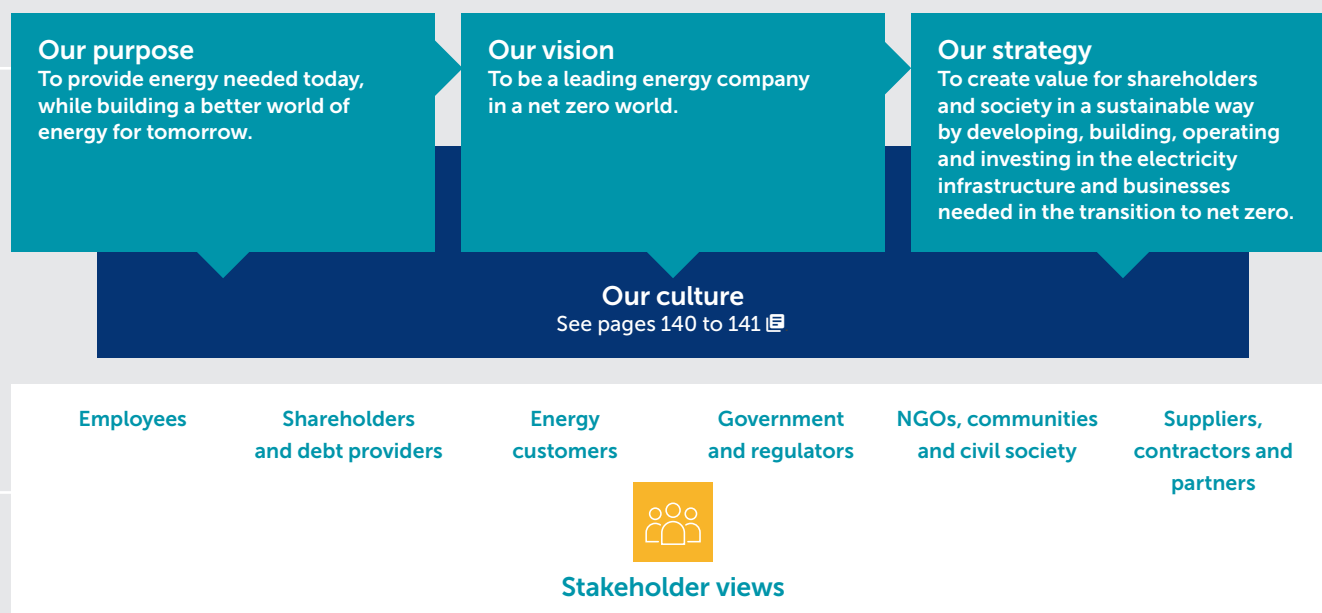 Our purpose
To provide energy needed today,
while building a better world of
energy for tomorrow.
Our vision
To be a leading energy company
in a net zero world.
Our strategy
To create value for shareholders
and society in a sustainable way
by developing, building, operating
and investing in the electricity
infrastructure and businesses
needed in the transition to net zero.
Our culture
See pages 140 to 141
Employees
Shareholders
and debt providers
Energy
customers
Government
and regulators
NGOs, communities
and civil society
Suppliers,
contractors and
partners
Stakeholder views